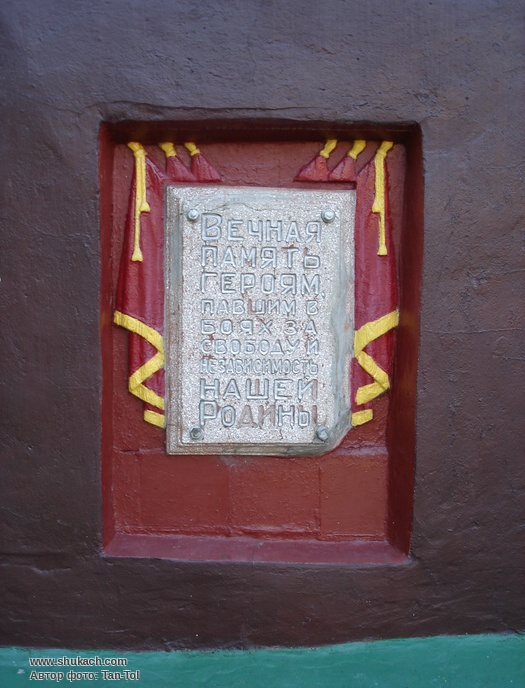 Вечная
память
героям,
павшим в
боях за
свободу и
независимость
нашей
Родины
www.shukach.com
Автор фото: Tan-Tol